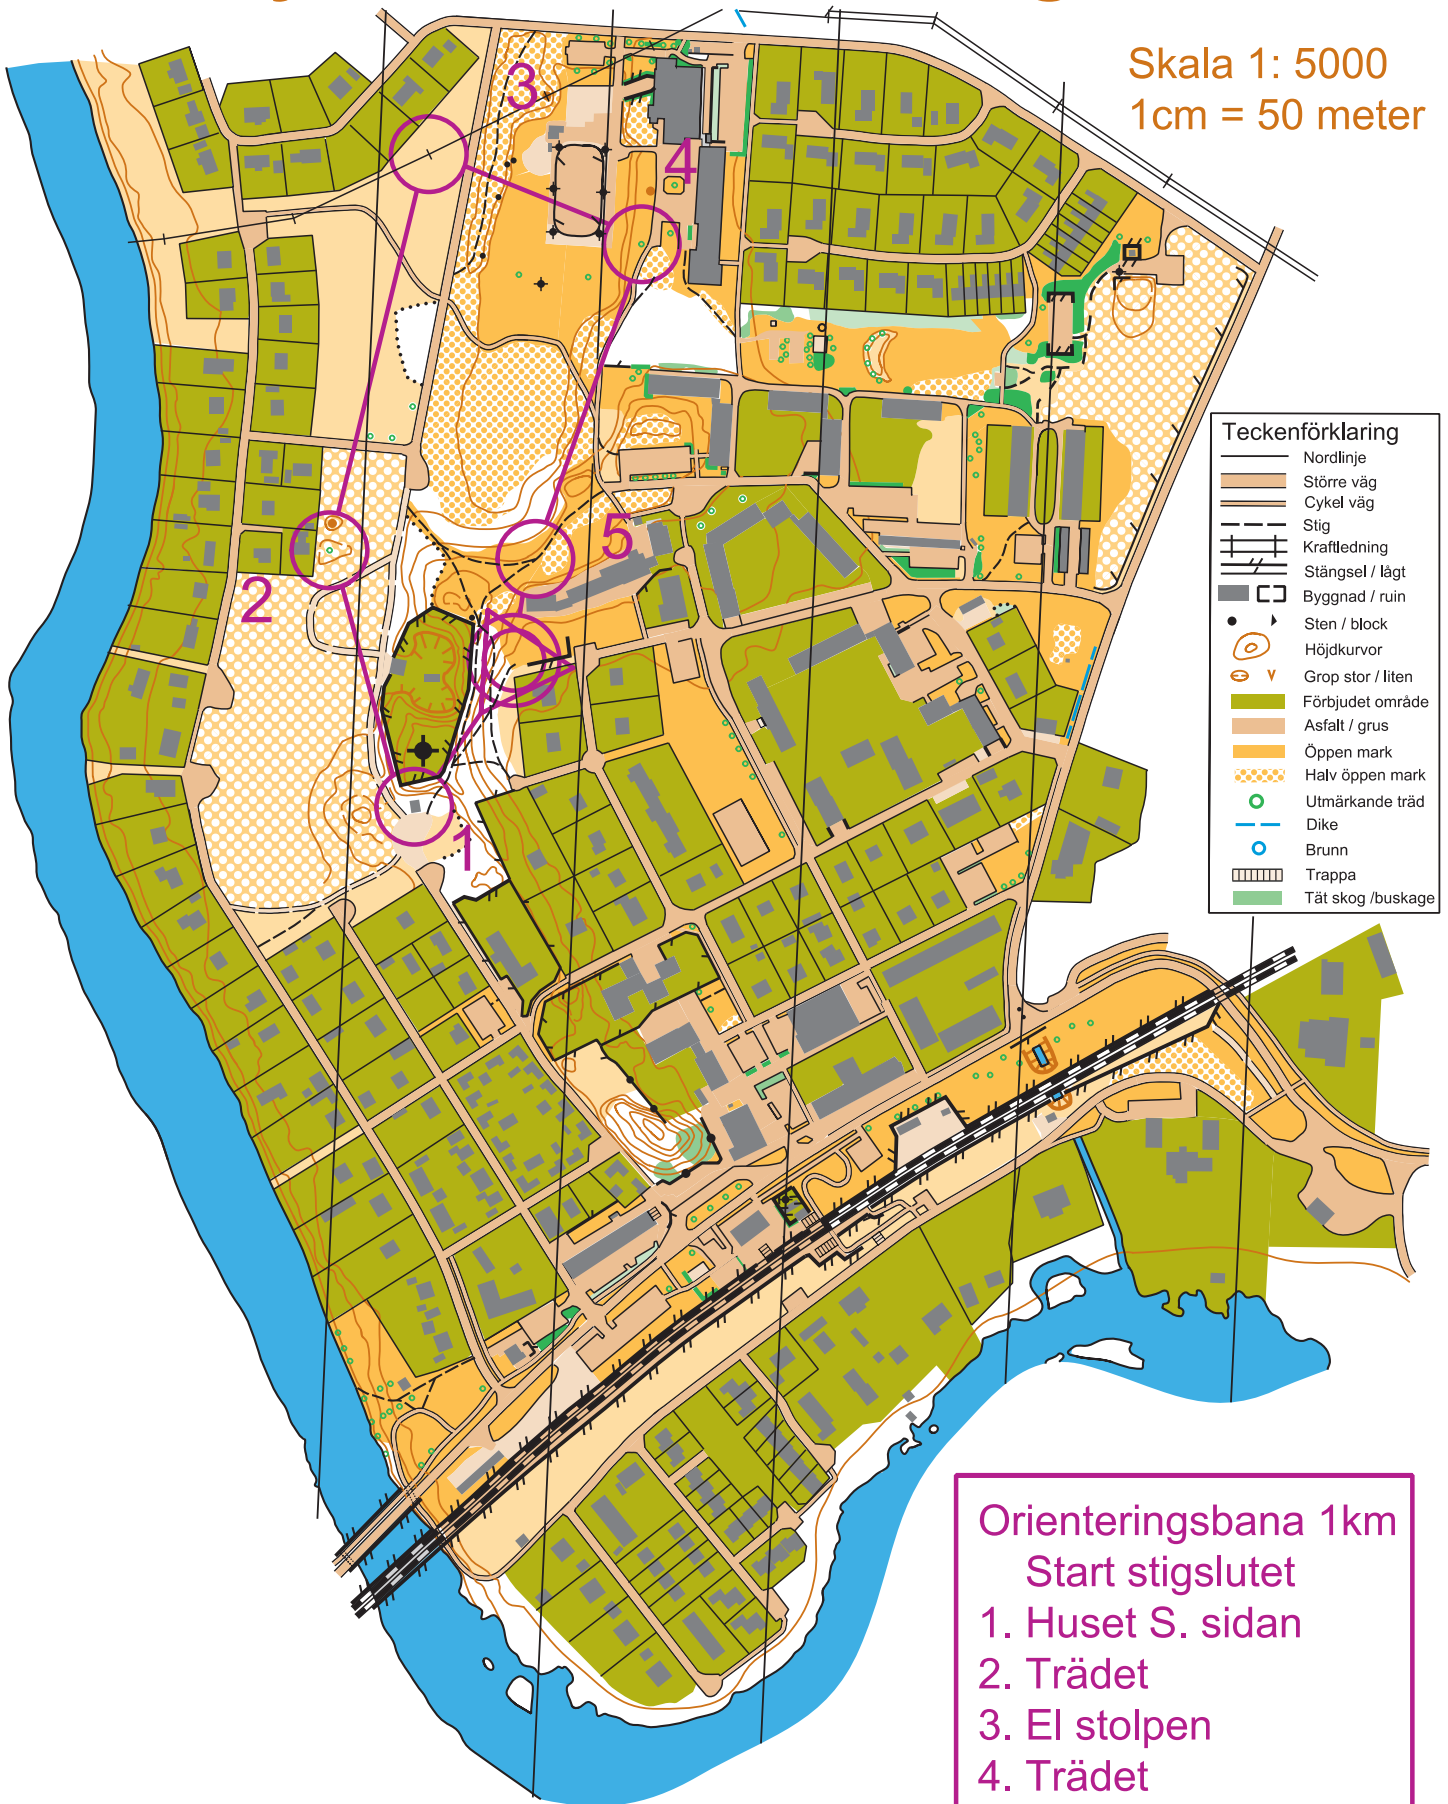 Skala 1: 5000
1cm = 50 meter
3
4
2
5
1
Teckenförklaring
Nordlinje
Större väg
Cykel väg
Stig
Kraftledning
Stängsel / lågt
Byggnad / ruin
Sten / block
Höjdkurvor
Grop stor / liten
Förbjudet område
Asfalt / grus
Öppen mark
Halv öppen mark
Utmärkande träd
Dike
Brunn
Trappa
Tät skog /buskage
Orienteringsbana 1km
Start stigslutet
1. Huset S. sidan
2. Trädet
3. El stolpen
4. Trädet